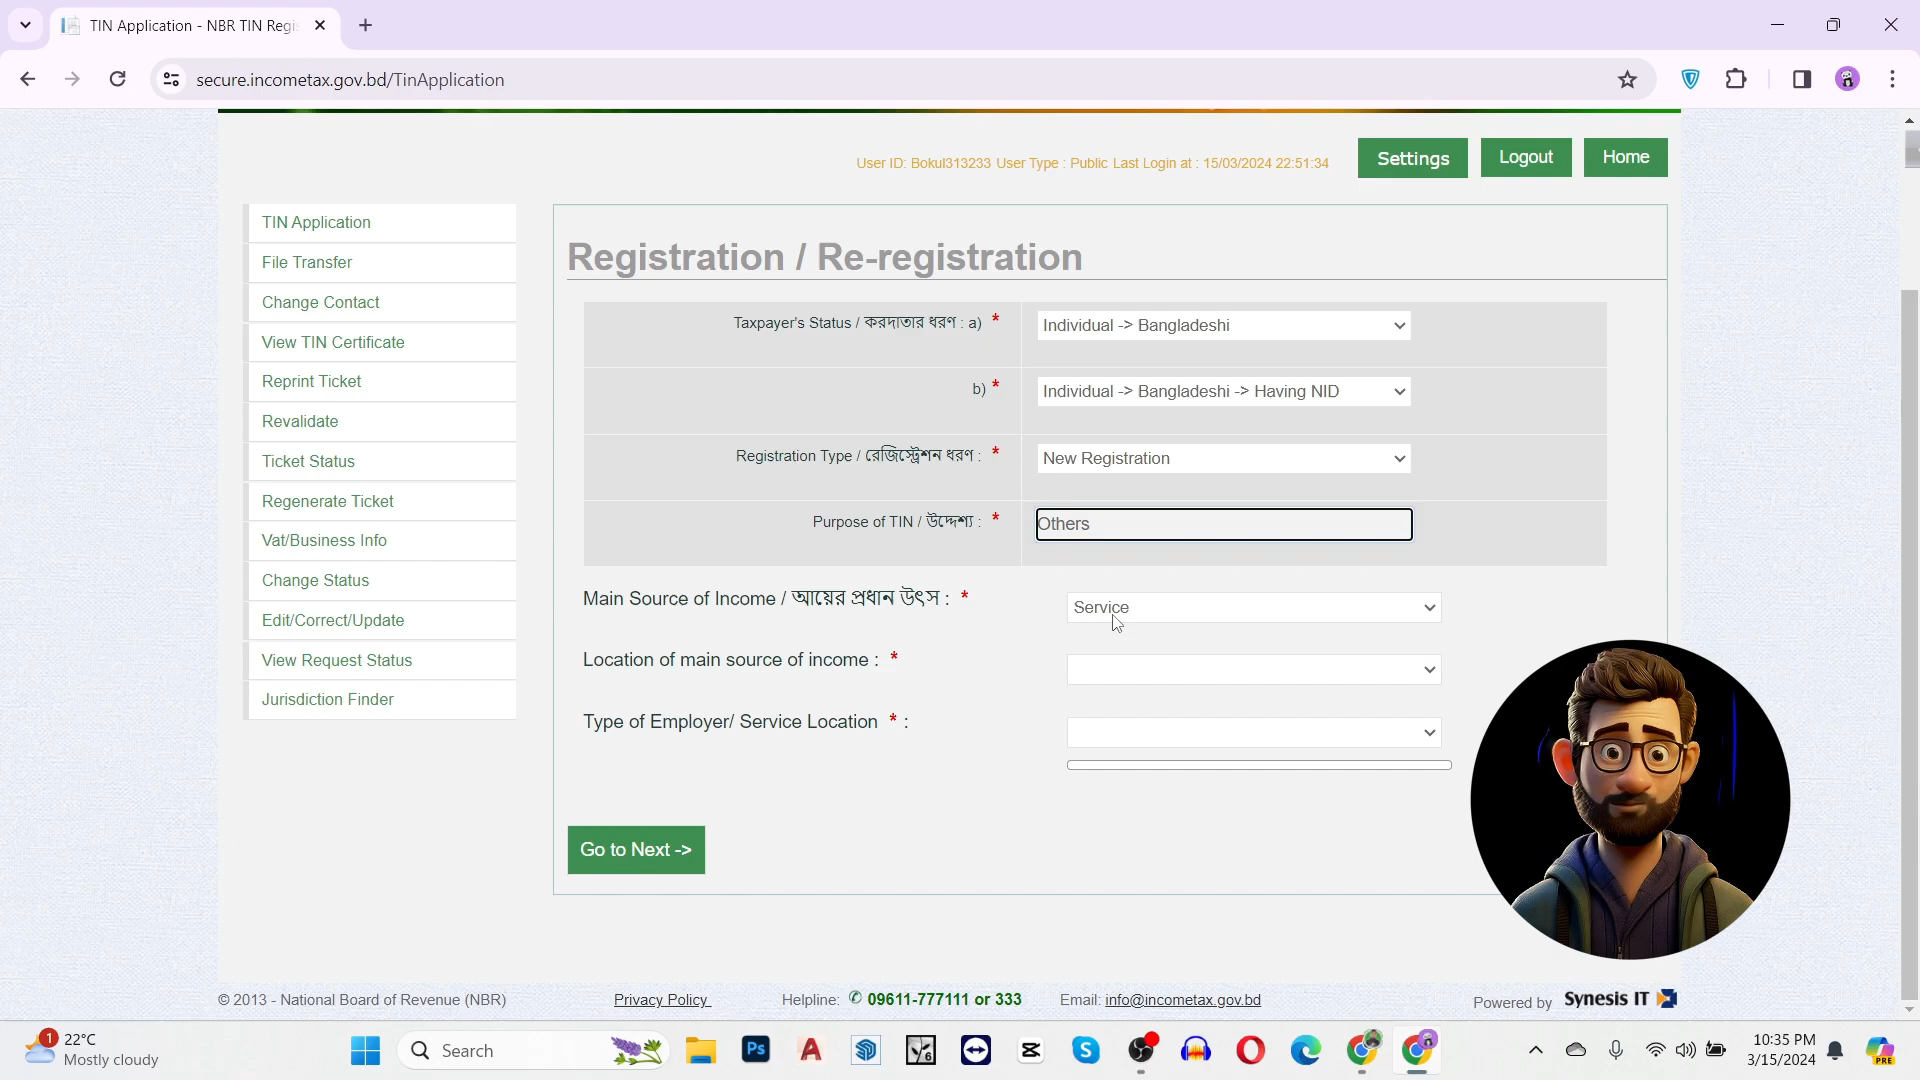 TIN Application - NBR TIN Regis
secure.incometax.gov.bd/TinApplication
User ID: Bokul313233 User Type : Public Last Login at : 15/03/2024 22:51:34
Settings
Logout
Home
TIN Application
File Transfer
Change Contact
View TIN Certificate
Reprint Ticket
Revalidate
Ticket Status
Regenerate Ticket
Vat/Business Info
Change Status
Edit/Correct/Update
View Request Status
Jurisdiction Finder
Registration / Re-registration
Taxpayer's Status / করদাতার ধরণ : a) *
Individual -> Bangladeshi
b) *
Individual -> Bangladeshi -> Having NID
Registration Type / রেজিস্ট্রেশন ধরণ : *
New Registration
Purpose of TIN / উদ্দেশ্য : *
Others
Main Source of Income / আয়ের প্রধান উৎস : *
Service
Location of main source of income : *
Type of Employer/ Service Location * :
Go to Next ->
© 2013 - National Board of Revenue (NBR)
Privacy Policy
Helpline: ✆ 09611-777111 or 333
Email: info@incometax.gov.bd
Powered by Synesis IT
1
22°C
Mostly cloudy
Search
Ps
A
6
S
10:35 PM
3/15/2024
PRE